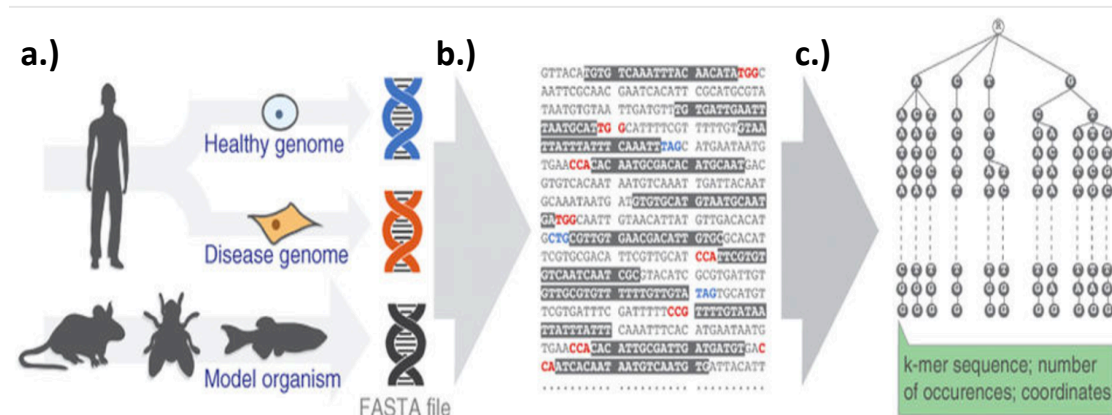 a.)
Healthy genome
Disease genome
Model organism
FASTA file
b.)
GTTACATGTGT TCAAATTTAC AACATATGGC
AATTCGCAAC GAATCACATT CGCATGCGTA
TAATGTGTAA TTGATGTTTG TGATTGAATT
TAATGCATTG GCATTTTCGT TTTTGTGTAA
TTATTTATTT CAAATTTAGC ATGAATAATG
TGAACCACAC AATGCGACAC ATGCAATGAC
GTGTCACAAT AATGTCAAAT TGATTACAAT
GCAAATAATG ATGTGTGCAT GTAATGCAAT
GATGGCAATT GTAACATTAT GTTGACACAT
GCTGCGTTGT GAACGACATT GTGCGCACAT
TCGTGCGACA TTCGTTGCAT CCATTCGTGT
GTCAATCAAT CGCGTACATC GCGTGATTGT
GTTGCGTGTT TTTTGTTGTA TAGTGCATGT
TCGTGATTTC GATTTTTCCG TTTTGTATAA
TTATTTATTT CAAATTTCAC ATGAATAATG
TGAACCACAC ATTGCGATTG ATGATGTGAC
CAATCACAAT AATGTCAATG TGATTACATT
c.)
R
A C T G
k-mer sequence; number
of occurences; coordinates